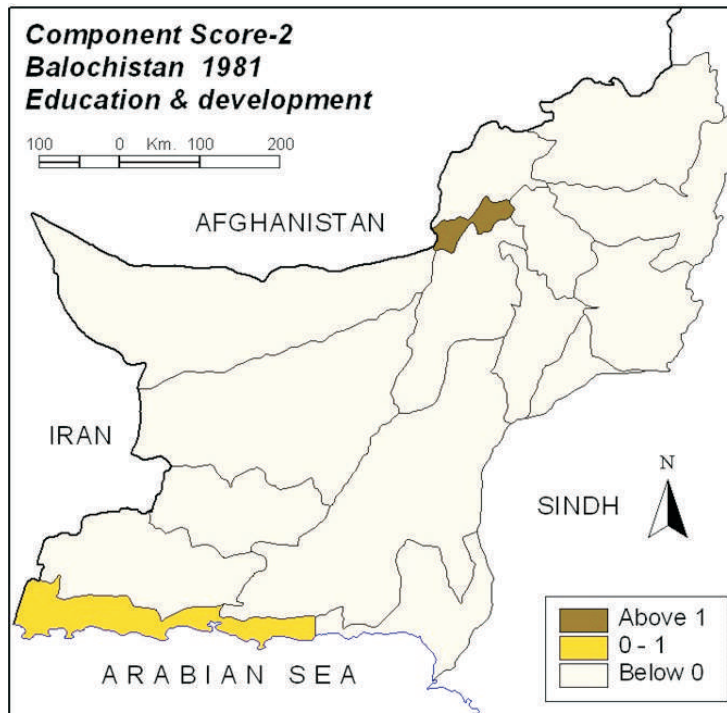 Component Score-2
Balochistan 1981
Education & development
100 0 Km. 100 200
AFGHANISTAN
IRAN
N
SINDH
Above 1
0 - 1
Below 0
ARABIAN SEA